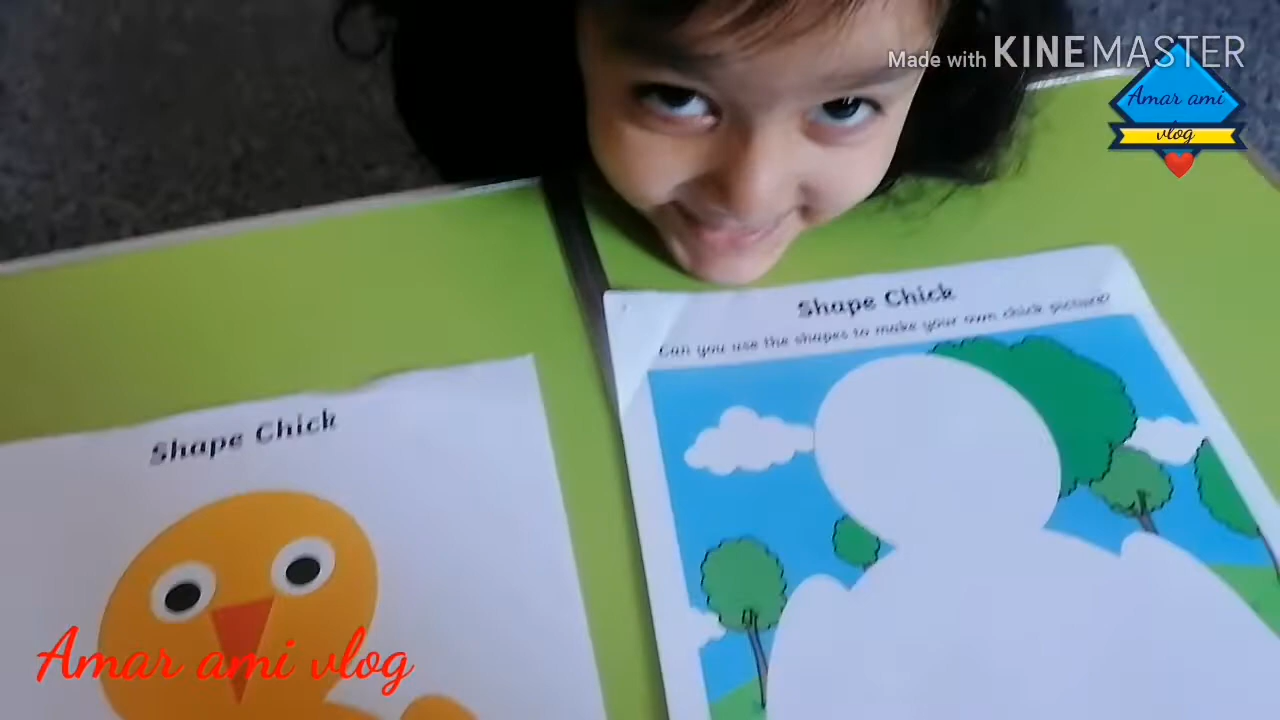 Made with KINEMASTER
Amar ami
vlog
Shape Chick
Can you use the shapes to make your own chick picture?
Shape Chick
Amar ami vlog